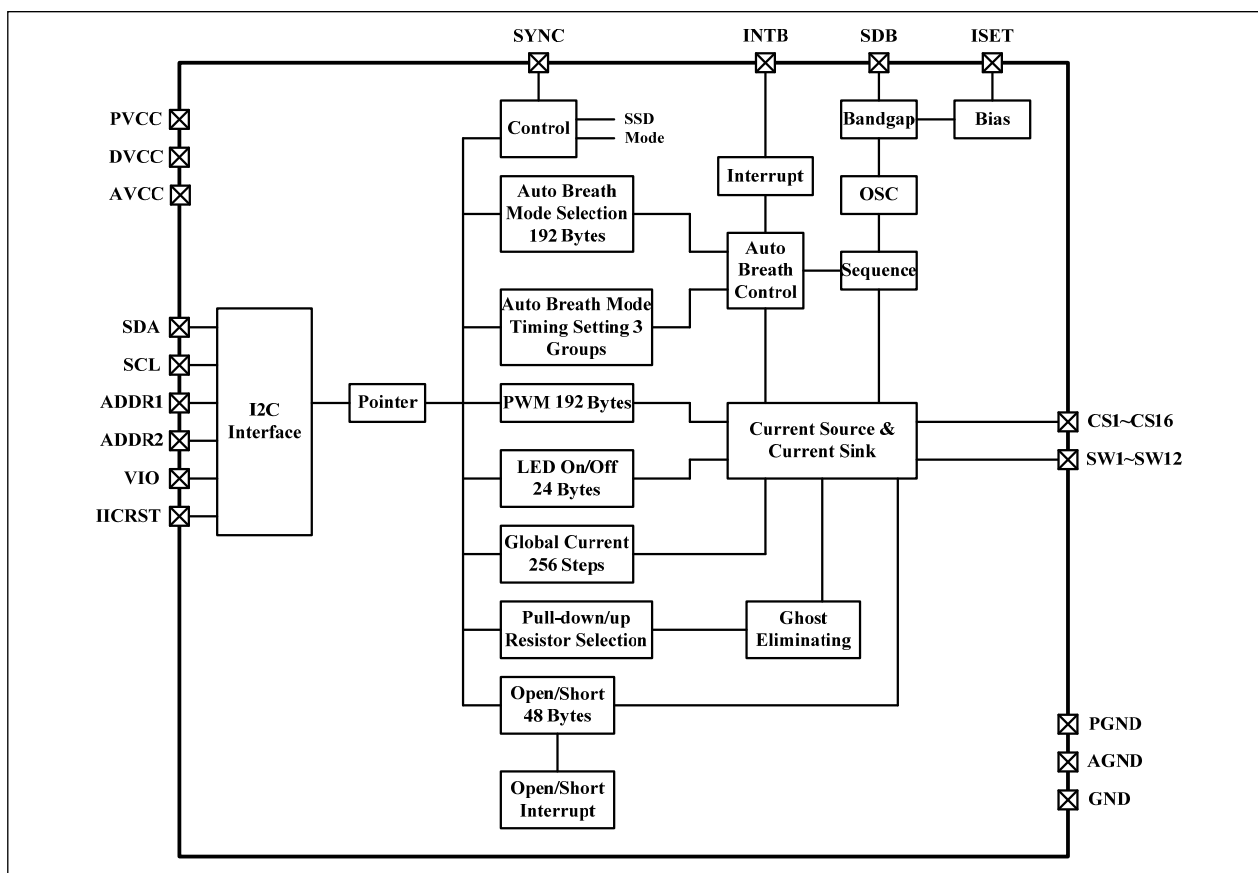 SYNC
INTB
SDB
ISET
PVCC
DVCC
AVCC
Control
SSD
Mode
Bandgap
Bias
Interrupt
OSC
Auto Breath
Mode Selection
192 Bytes
Auto
Breath
Control
Sequence
Auto Breath Mode
Timing Setting 3
Groups
SDA
SCL
ADDR1
ADDR2
VIO
IICRST
I2C
Interface
Pointer
PWM 192 Bytes
Current Source &
Current Sink
CS1~CS16
SW1~SW12
LED On/Off
24 Bytes
Global Current
256 Steps
Pull-down/up
Resistor Selection
Ghost
Eliminating
Open/Short
48 Bytes
Open/Short
Interrupt
PGND
AGND
GND